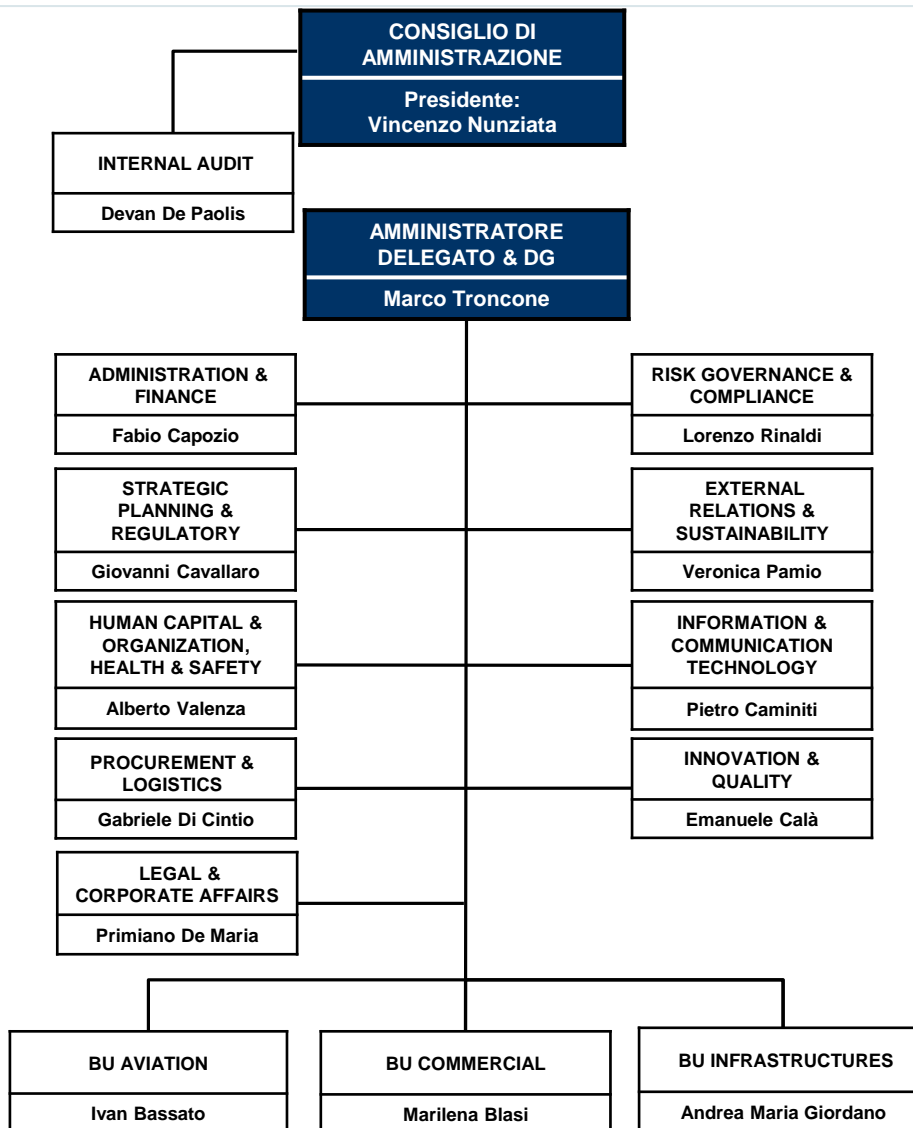 CONSIGLIO DI
AMMINISTRAZIONE
Presidente:
Vincenzo Nunziata
INTERNAL AUDIT
Devan De Paolis
AMMINISTRATORE
DELEGATO & DG
Marco Troncone
ADMINISTRATION &
FINANCE
Fabio Capozio
RISK GOVERNANCE &
COMPLIANCE
Lorenzo Rinaldi
STRATEGIC
PLANNING &
REGULATORY
Giovanni Cavallaro
EXTERNAL
RELATIONS &
SUSTAINABILITY
Veronica Pamio
HUMAN CAPITAL &
ORGANIZATION,
HEALTH & SAFETY
Alberto Valenza
INFORMATION &
COMMUNICATION
TECHNOLOGY
Pietro Caminiti
PROCUREMENT &
LOGISTICS
Gabriele Di Cintio
INNOVATION &
QUALITY
Emanuele Calà
LEGAL &
CORPORATE AFFAIRS
Primiano De Maria
BU AVIATION
Ivan Bassato
BU COMMERCIAL
Marilena Blasi
BU INFRASTRUCTURES
Andrea Maria Giordano